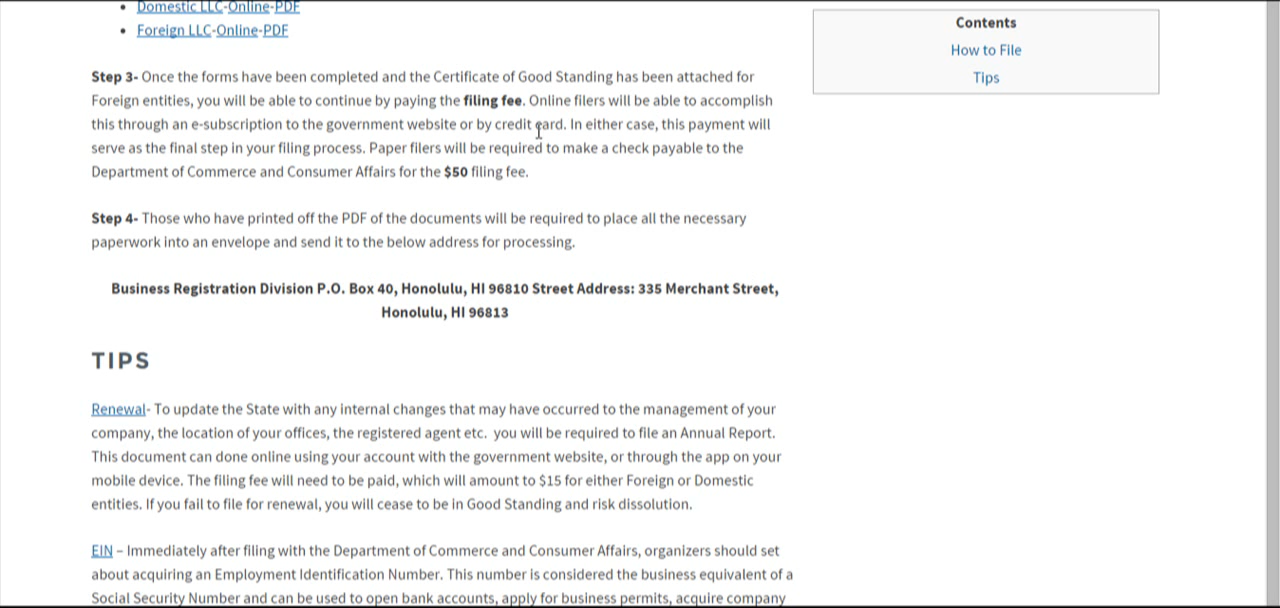 Domestic LLC-Online-PDF
Foreign LLC-Online-PDF
Contents
How to File
Tips
Step 3- Once the forms have been completed and the Certificate of Good Standing has been attached for
Foreign entities, you will be able to continue by paying the filing fee. Online filers will be able to accomplish
this through an e-subscription to the government website or by credit card. In either case, this payment will
serve as the final step in your filing process. Paper filers will be required to make a check payable to the
Department of Commerce and Consumer Affairs for the $50 filing fee.
Step 4- Those who have printed off the PDF of the documents will be required to place all the necessary
paperwork into an envelope and send it to the below address for processing.
Business Registration Division P.O. Box 40, Honolulu, HI 96810 Street Address: 335 Merchant Street,
Honolulu, HI 96813
TIPS
Renewal- To update the State with any internal changes that may have occurred to the management of your
company, the location of your offices, the registered agent etc. you will be required to file an Annual Report.
This document can done online using your account with the government website, or through the app on your
mobile device. The filing fee will need to be paid, which will amount to $15 for either Foreign or Domestic
entities. If you fail to file for renewal, you will cease to be in Good Standing and risk dissolution.
EIN – Immediately after filing with the Department of Commerce and Consumer Affairs, organizers should set
about acquiring an Employment Identification Number. This number is considered the business equivalent of a
Social Security Number and can be used to open bank accounts, apply for business permits, acquire company